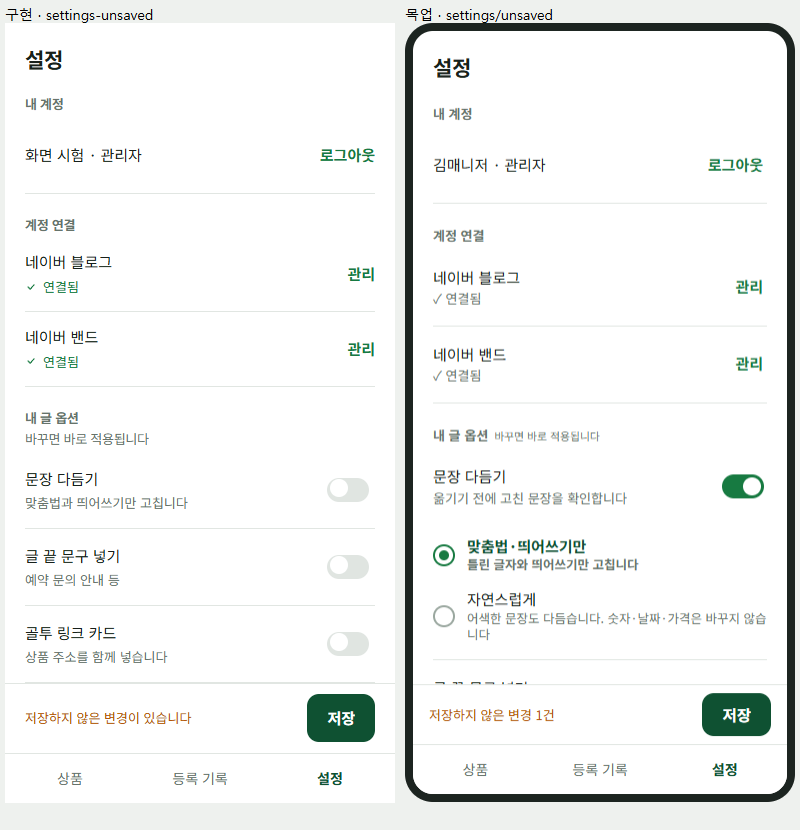 구현 · settings-unsaved
설정
내 계정
화면 시험 · 관리자
로그아웃
계정 연결
네이버 블로그
✓ 연결됨
관리
네이버 밴드
✓ 연결됨
관리
내 글 옵션
바꾸면 바로 적용됩니다
문장 다듬기
맞춤법과 띄어쓰기만 고칩니다
글 끝 문구 넣기
예약 문의 안내 등
골투 링크 카드
상품 주소를 함께 넣습니다
저장하지 않은 변경이 있습니다
저장
상품
등록 기록
설정
목업 · settings/unsaved
설정
내 계정
김매니저 · 관리자
로그아웃
계정 연결
네이버 블로그
✓ 연결됨
관리
네이버 밴드
✓ 연결됨
관리
내 글 옵션 바꾸면 바로 적용됩니다
문장 다듬기
옮기기 전에 고친 문장을 확인합니다
맞춤법·띄어쓰기만
틀린 글자와 띄어쓰기만 고칩니다
자연스럽게
어색한 문장도 다듬습니다. 숫자·날짜·가격은 바꾸지 않습
니다
저장하지 않은 변경 1건
저장
상품
등록 기록
설정